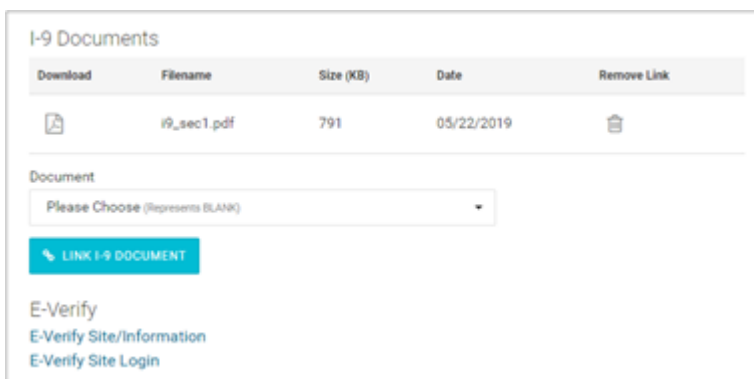 I-9 Documents
Download Filename Size (KB) Date Remove Link
i9_sec1.pdf 791 05/22/2019
Document
Please Choose (Represents BLANK)
LINK I-9 DOCUMENT
E-Verify
E-Verify Site/Information
E-Verify Site Login